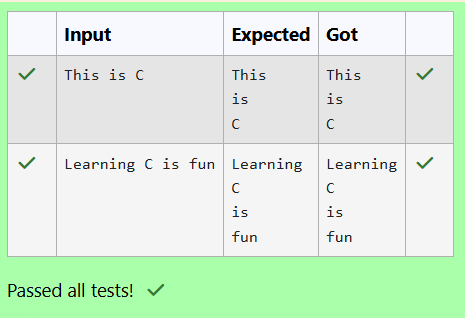 Input Expected Got
This is C This This
is is
C C
Learning C is fun Learning Learning
C C
is is
fun fun
Passed all tests!